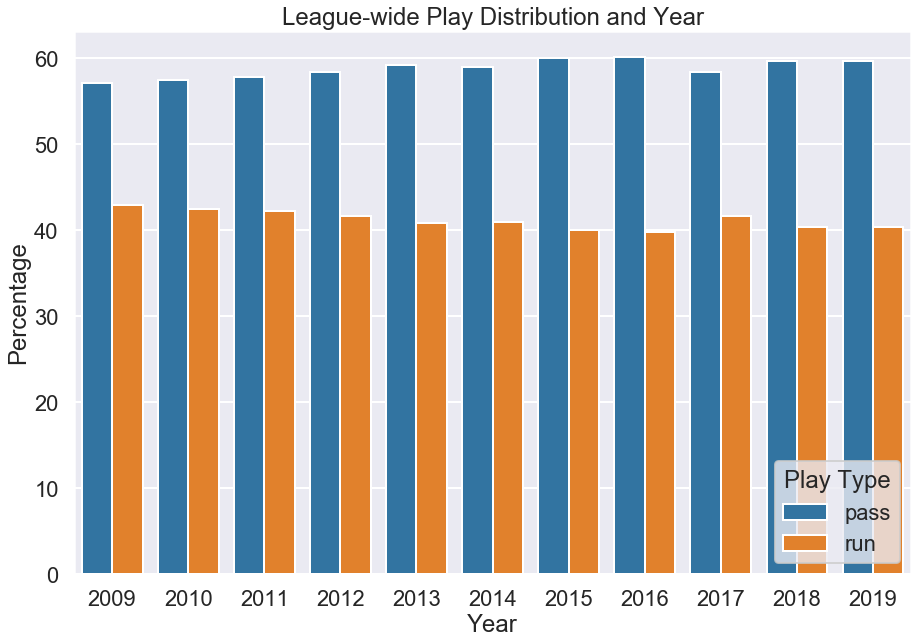 League-wide Play Distribution and Year
Percentage
60
50
40
30
20
10
0
Play Type
pass
run
2009 2010 2011 2012 2013 2014 2015 2016 2017 2018 2019
Year